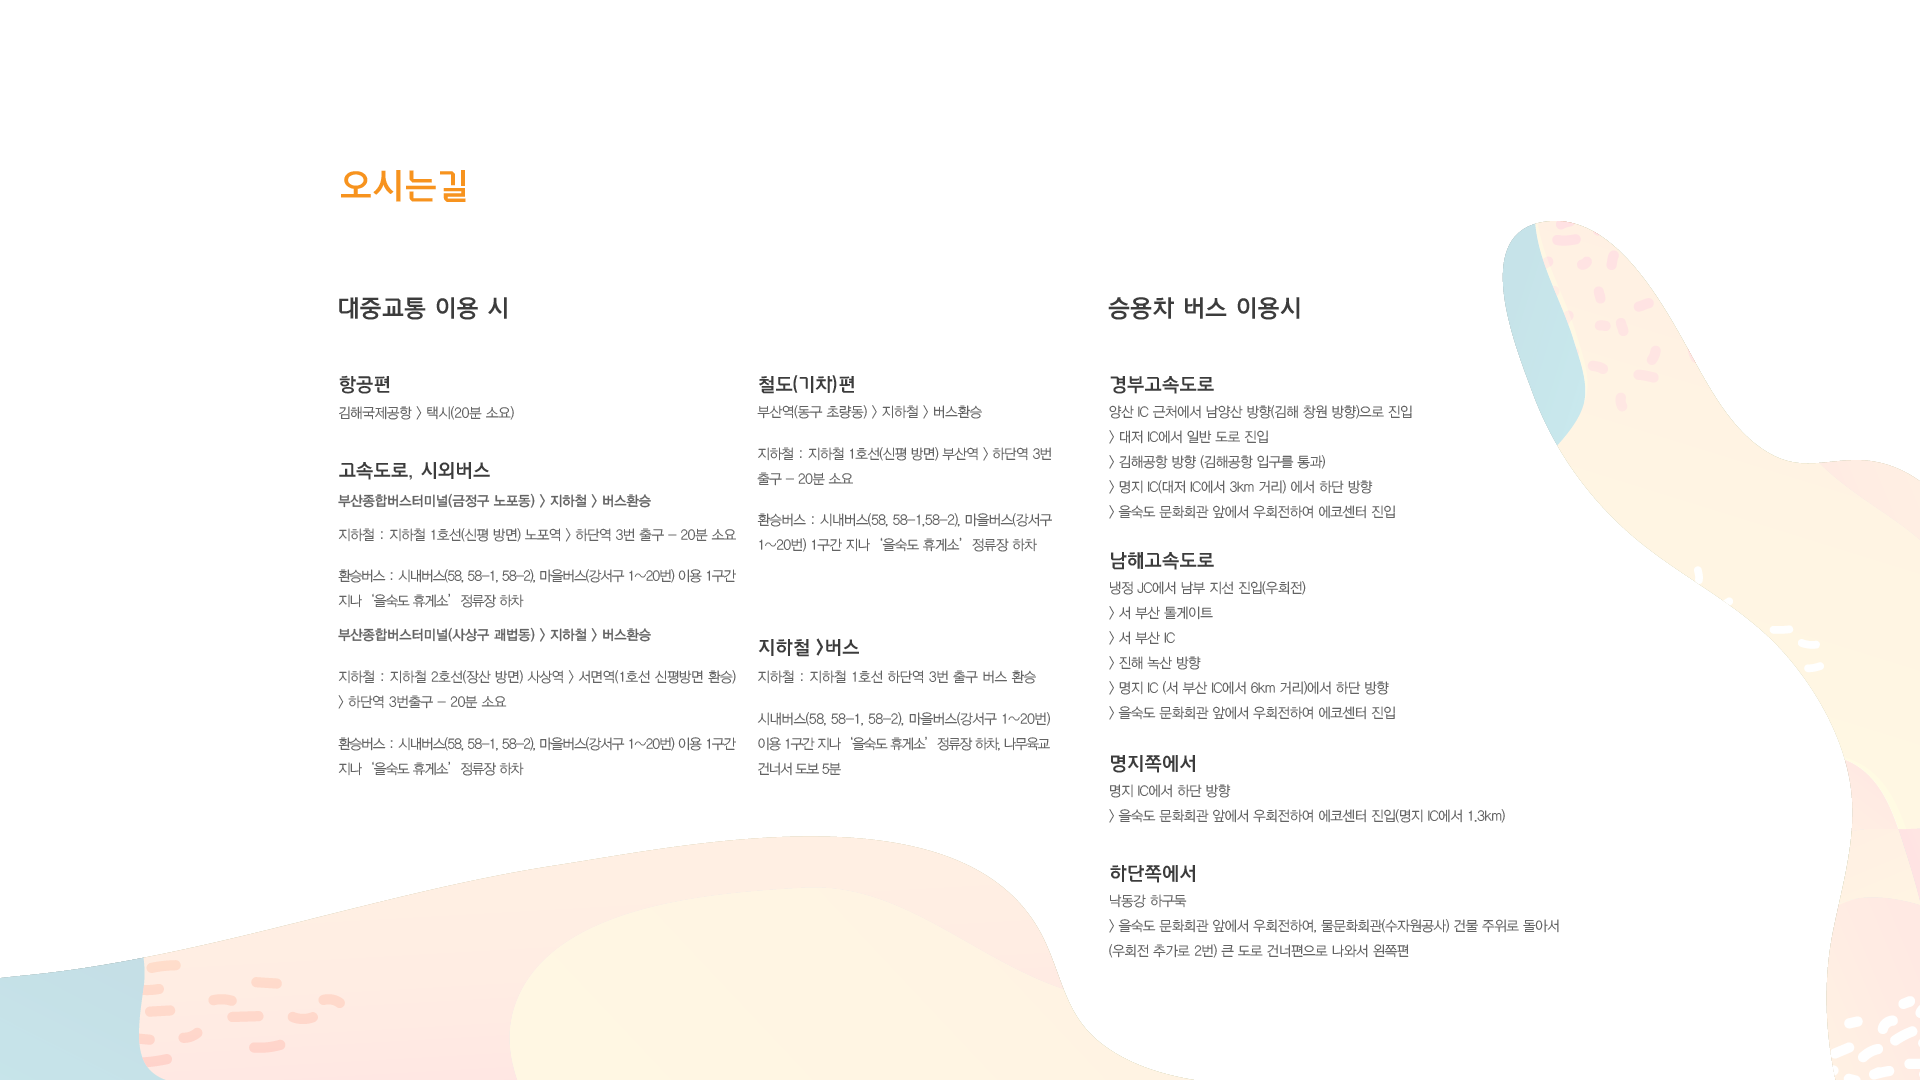 오시는길
대중교통 이용 시
항공편
김해국제공항 > 택시(20분 소요)
고속도로, 시외버스
부산종합버스터미널(금정구 노포동) > 지하철 > 버스환승
지하철 : 지하철 1호선(신평 방면) 노포역 > 하단역 3번 출구 - 20분 소요
환승버스 : 시내버스(58, 58-1, 58-2), 마을버스(강서구 1~20번) 이용 1구간
지나 '을숙도 휴게소' 정류장 하차
부산종합버스터미널(사상구 괘법동) > 지하철 > 버스환승
지하철 : 지하철 2호선(장산 방면) 사상역 > 서면역(1호선 신평방면 환승)
> 하단역 3번출구 - 20분 소요
환승버스 : 시내버스(58, 58-1, 58-2), 마을버스(강서구 1~20번) 이용 1구간
지나 '을숙도 휴게소' 정류장 하차
철도(기차)편
부산역(동구 초량동) > 지하철 > 버스환승
지하철 : 지하철 1호선(신평 방면) 부산역 > 하단역 3번
출구 - 20분 소요
환승버스 : 시내버스(58, 58-1,58-2), 마을버스(강서구
1~20번) 1구간 지나 '을숙도 휴게소' 정류장 하차
지하철 >버스
지하철 : 지하철 1호선 하단역 3번 출구 버스 환승
시내버스(58, 58-1, 58-2), 마을버스(강서구 1~20번)
이용 1구간 지나 '을숙도 휴게소' 정류장 하차, 나무육교
건너서 도보 5분
승용차 버스 이용시
경부고속도로
양산 IC 근처에서 남양산 방향(김해 창원 방향)으로 진입
> 대저 IC에서 일반 도로 진입
> 김해공항 방향 (김해공항 입구를 통과)
> 명지 IC(대저 IC에서 3km 거리) 에서 하단 방향
> 을숙도 문화회관 앞에서 우회전하여 에코센터 진입
남해고속도로
냉정 JC에서 남부 지선 진입(우회전)
> 서 부산 톨게이트
> 서 부산 IC
> 진해 녹산 방향
> 명지 IC (서 부산 IC에서 6km 거리)에서 하단 방향
> 을숙도 문화회관 앞에서 우회전하여 에코센터 진입
명지쪽에서
명지 IC에서 하단 방향
> 을숙도 문화회관 앞에서 우회전하여 에코센터 진입(명지 IC에서 1.3km)
하단쪽에서
낙동강 하구둑
> 을숙도 문화회관 앞에서 우회전하여, 물문화회관(수자원공사) 건물 주위로 돌아서
(우회전 추가로 2번) 큰 도로 건너편으로 나와서 왼쪽편